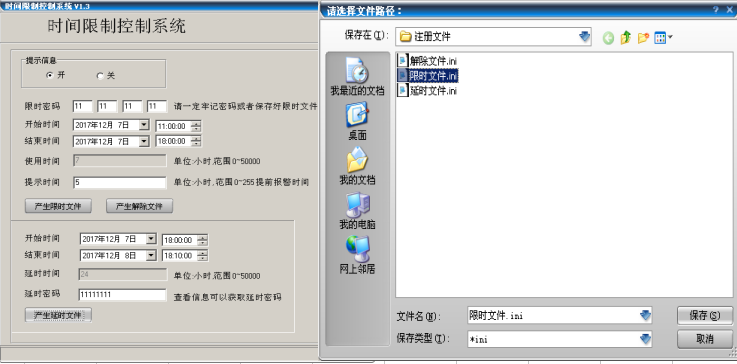 时间限制控制系统 V1.3
时间限制控制系统
提示信息
开 关
限时密码 11 11 11 11 请一定牢记密码或者保存好限时文件
开始时间 2017年12月 7日 11:00:00
结束时间 2017年12月 7日 18:00:00
使用时间 7 单位:小时,范围0~50000
提示时间 5 单位:小时,范围0~255提前报警时间
产生限时文件 产生解除文件
开始时间 2017年12月 7日 18:00:00
结束时间 2017年12月 8日 18:10:00
延时时间 24 单位:小时,范围0~50000
延时密码 11111111 查看信息可以获取延时密码
产生延时文件
请选择文件路径:
保存在(I): 注册文件
解除文件.ini
限时文件.ini
延时文件.ini
我最近的文档
桌面
我的文档
我的电脑
网上邻居
文件名(N): 限时文件.ini 保存(S)
保存类型(T): *ini 取消